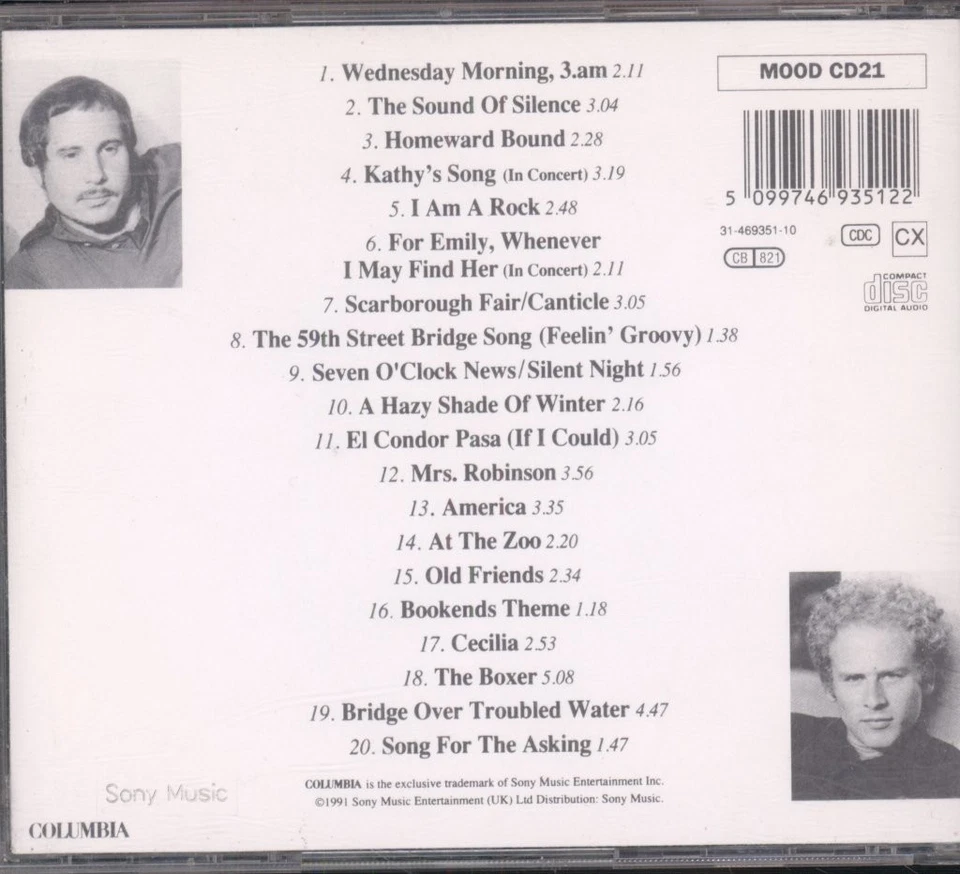 1. Wednesday Morning, 3.am 2.11
2. The Sound Of Silence 3.04
3. Homeward Bound 2.28
4. Kathy's Song (In Concert) 3.19
5. I Am A Rock 2.48
6. For Emily, Whenever
I May Find Her (In Concert) 2.11
7. Scarborough Fair/Canticle 3.05
8. The 59th Street Bridge Song (Feelin' Groovy) 1.38
9. Seven O'Clock News/Silent Night 1.56
10. A Hazy Shade Of Winter 2.16
11. El Condor Pasa (If I Could) 3.05
12. Mrs. Robinson 3.56
13. America 3.35
14. At The Zoo 2.20
15. Old Friends 2.34
16. Bookends Theme 1.18
17. Cecilia 2.53
18. The Boxer 5.08
19. Bridge Over Troubled Water 4.47
20. Song For The Asking 1.47
COLUMBIA is the exclusive trademark of Sony Music Entertainment Inc.
©1991 Sony Music Entertainment (UK) Ltd Distribution: Sony Music.
MOOD CD21
5 099746 935122
31-469351-10
CDC CX
CB 821
COMPACT
disc
DIGITAL AUDIO
Sony Music
COLUMBIA